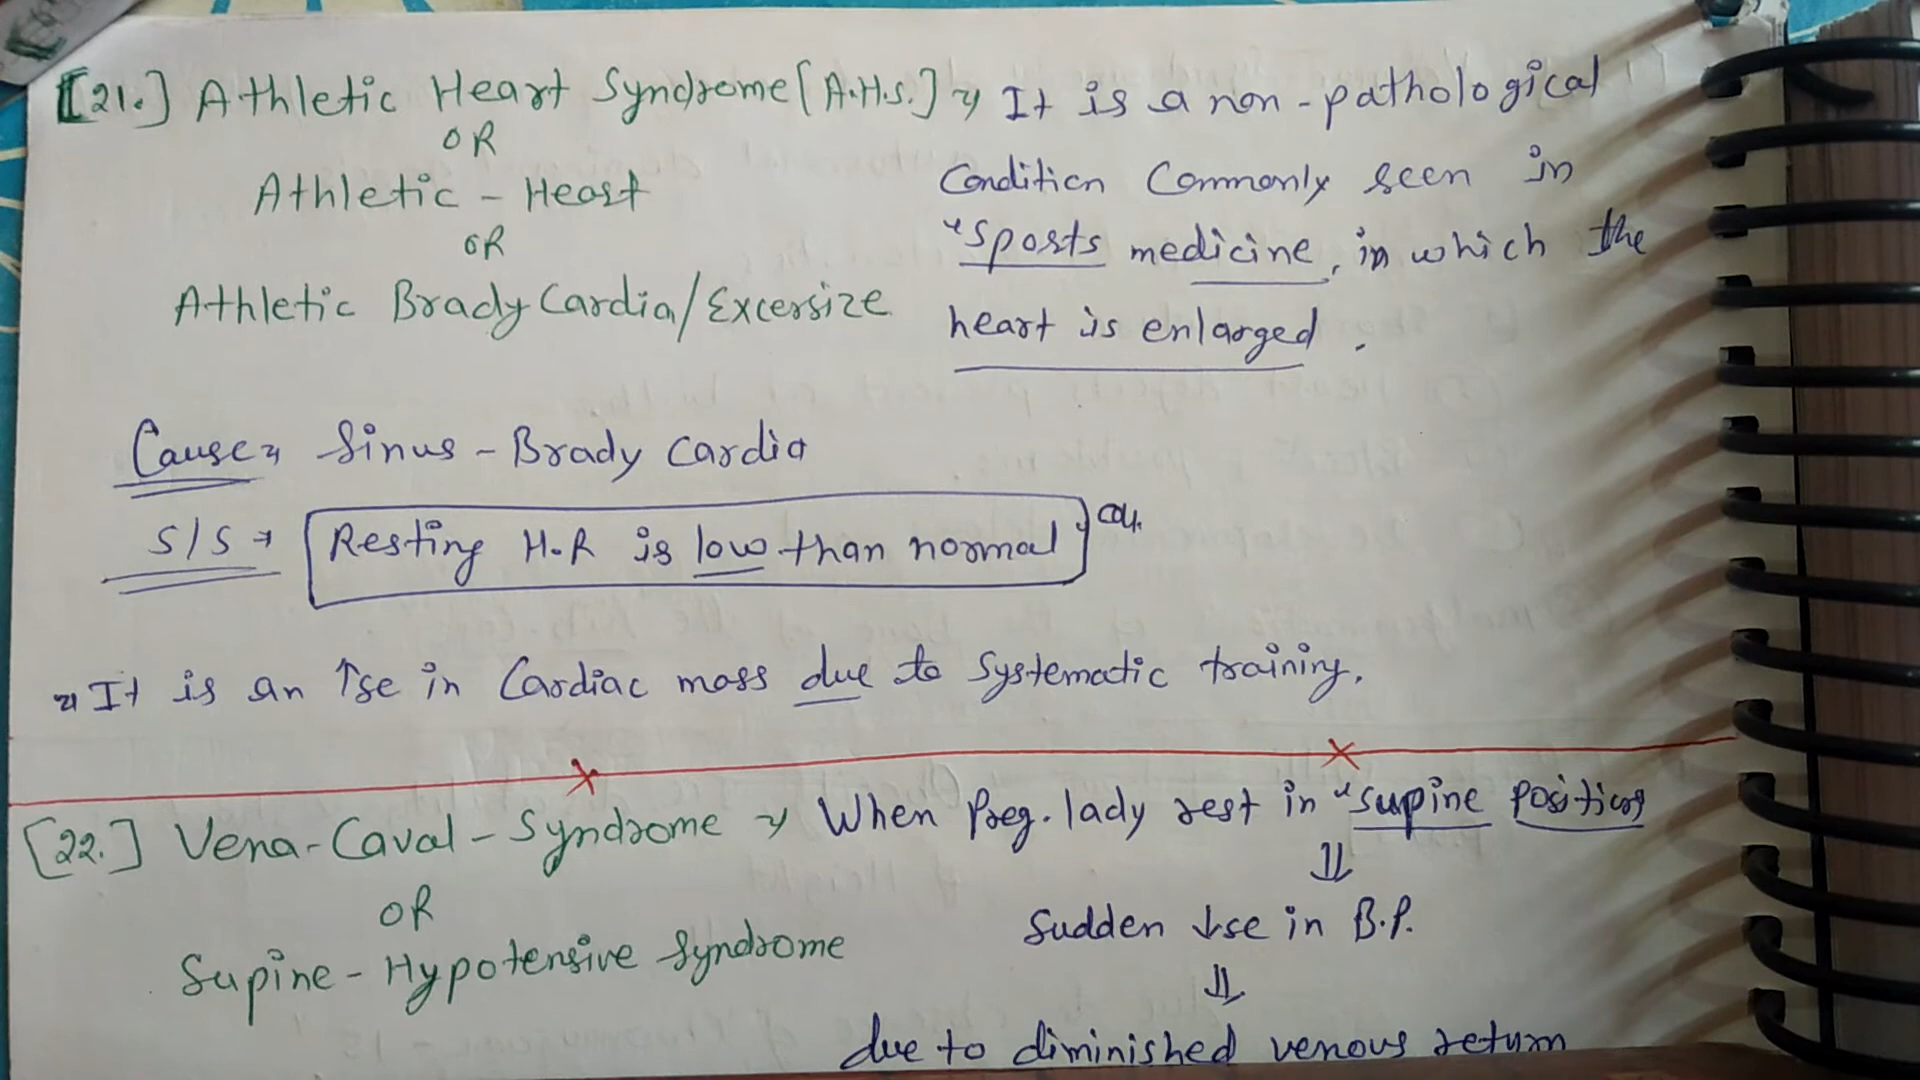 [21.] Athletic Heart Syndrome [A.H.S.] → It is a non-pathological
OR
Athletic - Heart
OR
Athletic BradyCardia/Excersize
Condition Commonly seen in
"Sports medicine, in which the
heart is enlarged.
Cause → Sinus - Brady cardia
S/S → Resting H.R is low than normal
→ It is an ↑se in Cardiac mass due to Systematic training.
[22.] Vena-Caval-Syndrome → When Preg. lady rest in "supine position
OR
Supine-Hypotensive Syndrome
⇓
Sudden ↓se in B.P.
⇓
due to diminished venous return